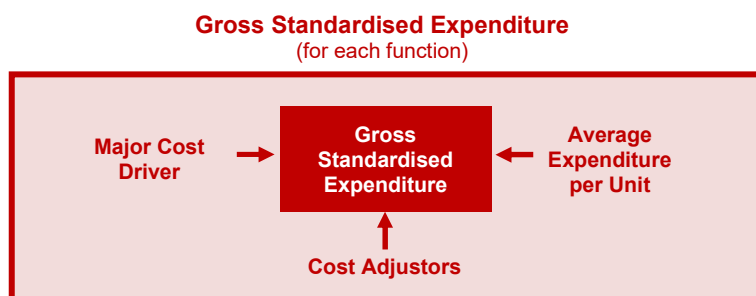 Gross Standardised Expenditure
(for each function)
Major Cost
Driver
Gross
Standardised
Expenditure
Average
Expenditure
per Unit
Cost Adjustors